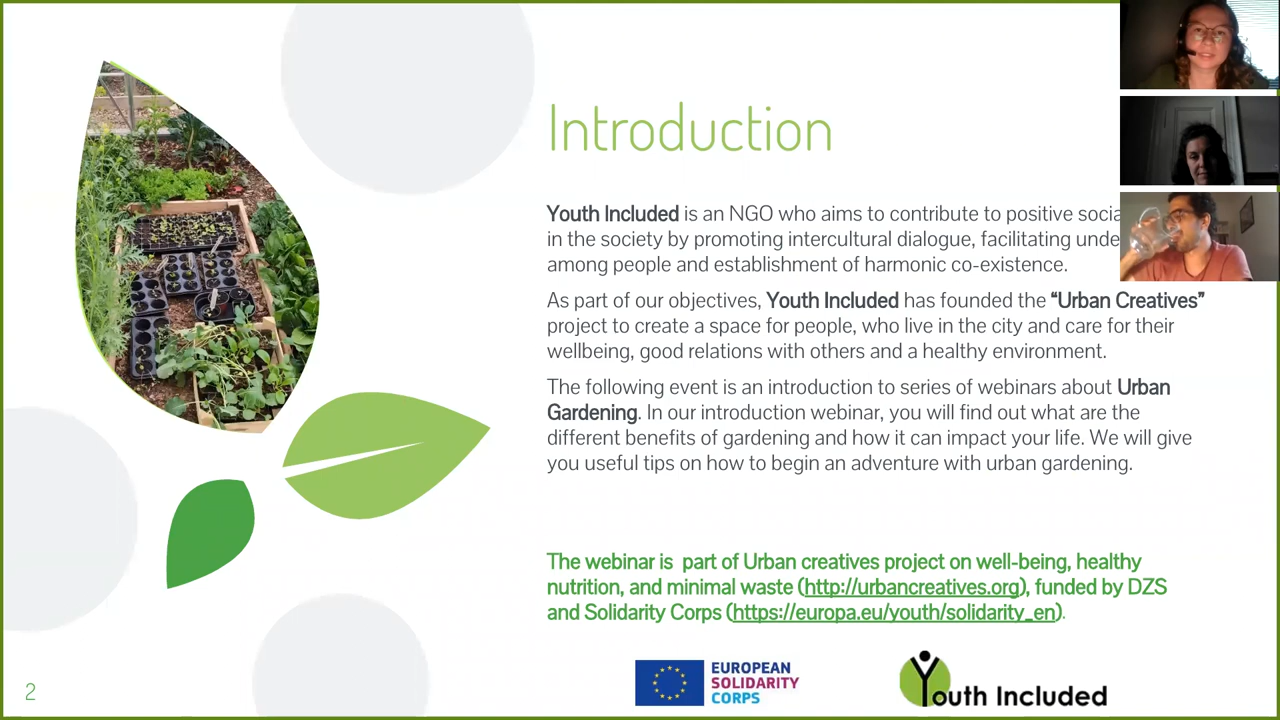 Introduction
Youth Included is an NGO who aims to contribute to positive
in the society by promoting intercultural dialogue, facilitating
among people and establishment of harmonic co-existence.
As part of our objectives, Youth Included has founded the “Urban Creatives”
project to create a space for people, who live in the city and care for their
wellbeing, good relations with others and a healthy environment.
The following event is an introduction to series of webinars about Urban
Gardening. In our introduction webinar, you will find out what are the
different benefits of gardening and how it can impact your life. We will give
you useful tips on how to begin an adventure with urban gardening.
The webinar is part of Urban creatives project on well-being, healthy
nutrition, and minimal waste (http://urbancreatives.org), funded by DZS
and Solidarity Corps (https://europa.eu/youth/solidarity_en).
EUROPEAN
SOLIDARITY
CORPS
Youth Included
2